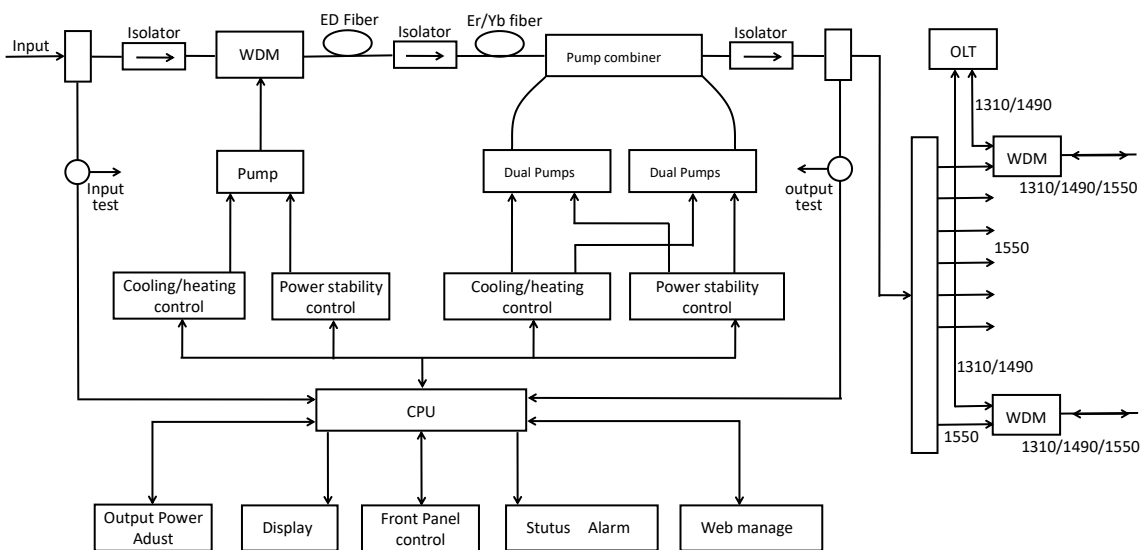 ED Fiber
Er/Yb fiber
Input
Isolator
WDM
Isolator
Pump combiner
Isolator
OLT
1310/1490
WDM
1310/1490/1550
Input
test
Pump
Dual Pumps
Dual Pumps
output
test
1550
Cooling/heating
control
Power stability
control
Cooling/heating
control
Power stability
control
1310/1490
CPU
WDM
1550
1310/1490/1550
Output Power
Adust
Display
Front Panel
control
Stutus Alarm
Web manage